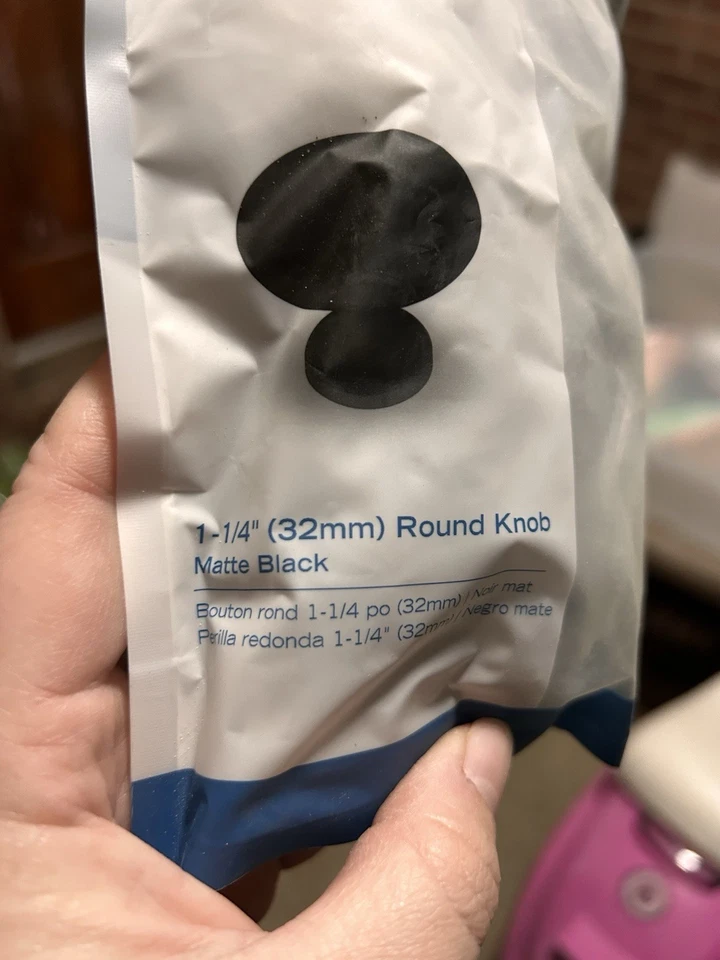 1-1/4" (32mm) Round Knob
Matte Black
Bouton rond 1-1/4 po (32mm) / Noir mat
Perilla redonda 1-1/4" (32mm) / Negro mate